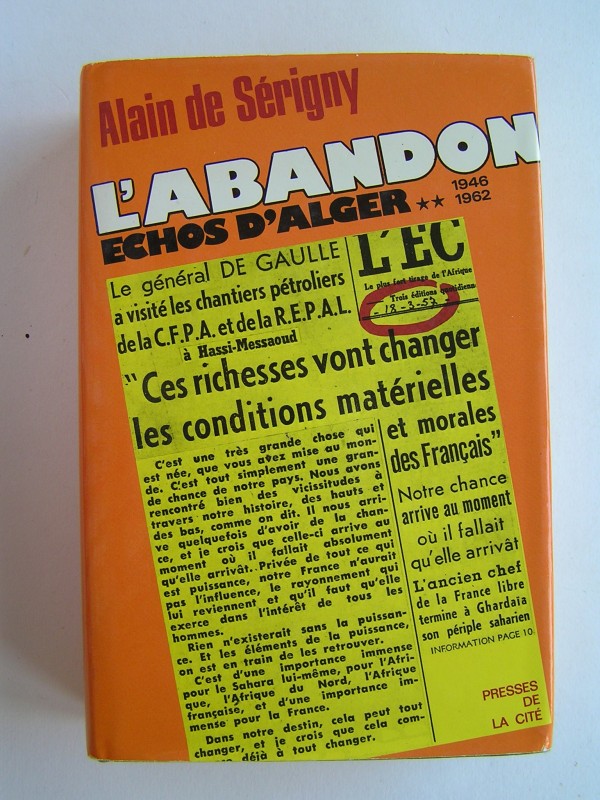 Alain de Sérigny
L'ABANDON
ECHOS D'ALGER ★★ 1946
1962
Le général DE GAULLE
a visité les chantiers pétroliers
de la C.F.P.A. et de la R.E.P.A.L.
à Hassi-Messaoud
L'EC
Le plus fort tirage de l'Afrique
Trois éditions quotidienn
- 18-3-57 -
" Ces richesses vont changer
les conditions matérielles
et morales
des Français"
C'est une très grande chose qui
est née, que vous avez mise au mon-
de. C'est tout simplement une gran-
de chance de notre pays. Nous avons
rencontré bien des vicissitudes à
travers notre histoire, des hauts et
des bas, comme on dit. Il nous arri-
ve quelquefois d'avoir de la chan-
ce, et je crois que celle-ci arrive au
moment où il fallait absolument
qu'elle arrivât. Privée de tout ce qui
est puissance, notre France n'aurait
pas l'influence, le rayonnement qui
lui reviennent et qu'il faut qu'elle
exerce dans l'intérêt de tous les
hommes.
Rien n'existerait sans la puissan-
ce. Et les éléments de la puissance,
on est en train de les retrouver.
C'est d'une importance immense
pour le Sahara lui-même, pour l'Afri-
que, l'Afrique du Nord, l'Afrique
française, et d'une importance im-
mense pour la France.
Dans notre destin, cela peut tout
changer, et je crois que cela com-
déjà à tout changer.
Notre chance
arrive au moment
où il fallait
qu'elle arrivât
L'ancien chef
de la France libre
termine à Ghardaïa
son périple saharien
INFORMATION PAGE 10.
PRESSES
DE
LA CITÉ